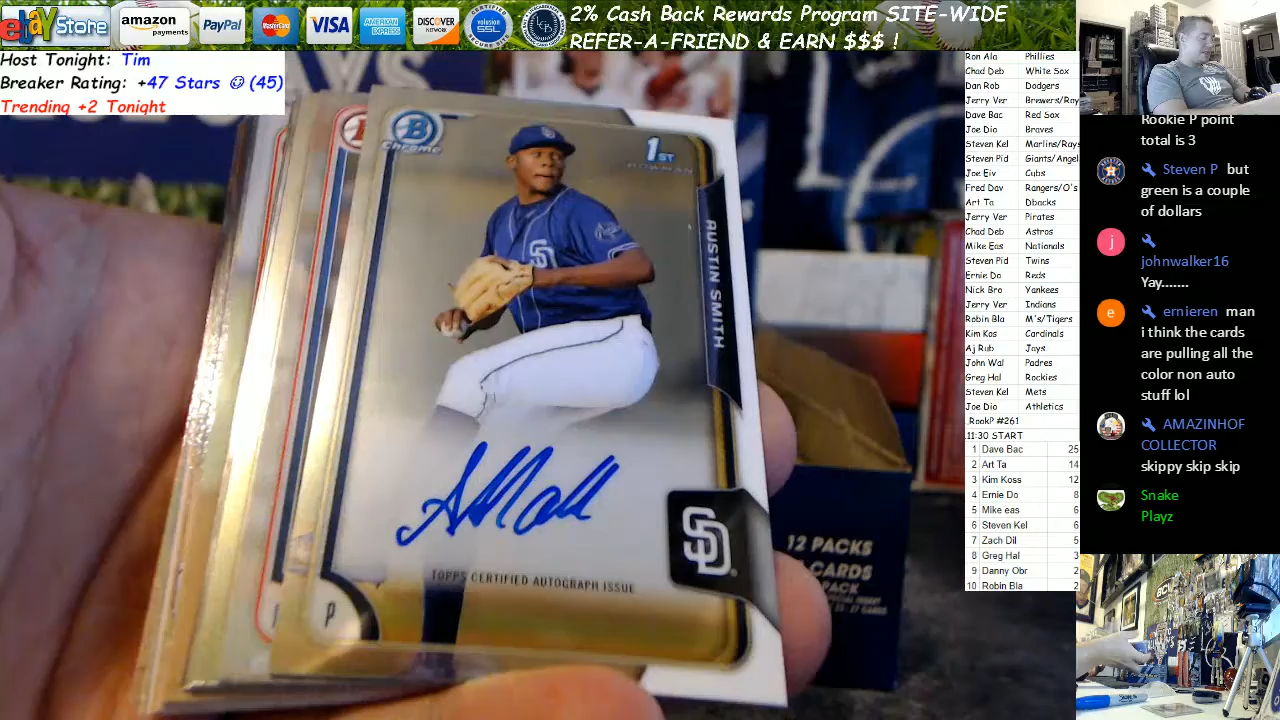 ebay Store
amazon payments
PayPal
MasterCard
VISA
AMERICAN EXPRESS
DISCOVER NETWORK
volusion SSL
2% Cash Back Rewards Program SITE-WIDE
REFER-A-FRIEND & EARN $$$ !
Host Tonight: Tim
Breaker Rating: +47 Stars ☺ (45)
Trending +2 Tonight
B Chrome
1ST BOWMAN
AUSTIN SMITH
SD
TOPPS CERTIFIED AUTOGRAPH ISSUE
P
SD
12 PACKS
CARDS
PACK
Ron Ala Phillies
Chad Deb White Sox
Dan Rob Dodgers
Jerry Ver Brewers/Ray
Dave Bac Red Sox
Joe Dio Braves
Steven Kel Marlins/Rays
Steven Pid Giants/Angel
Joe Eiv Cubs
Fred Dav Rangers/O's
Art Ta Dbacks
Jerry Ver Pirates
Chad Deb Astros
Mike Eas Nationals
Steven Pid Twins
Ernie Do Reds
Nick Bro Yankees
Jerry Ver Indians
Robin Bla M's/Tigers
Kim Kos Cardinals
Aj Rub Jays
John Wal Padres
Greg Hal Rockies
Steven Kel Mets
Joe Dio Athletics
RookP #261
11:30 START
1 Dave Bac 25
2 Art Ta 14
3 Kim Koss 12
4 Ernie Do 8
5 Mike eas 6
6 Steven Kel 6
7 Zach Dil 5
8 Greg Hal 3
9 Danny Obr 2
10 Robin Bla 2
Rookie P point
total is 3
Steven P but
green is a couple
of dollars
johnwalker16
Yay.......
ernieren man
i think the cards
are pulling all the
color non auto
stuff lol
AMAZINHOF
COLLECTOR
skippy skip skip
Snake
Playz